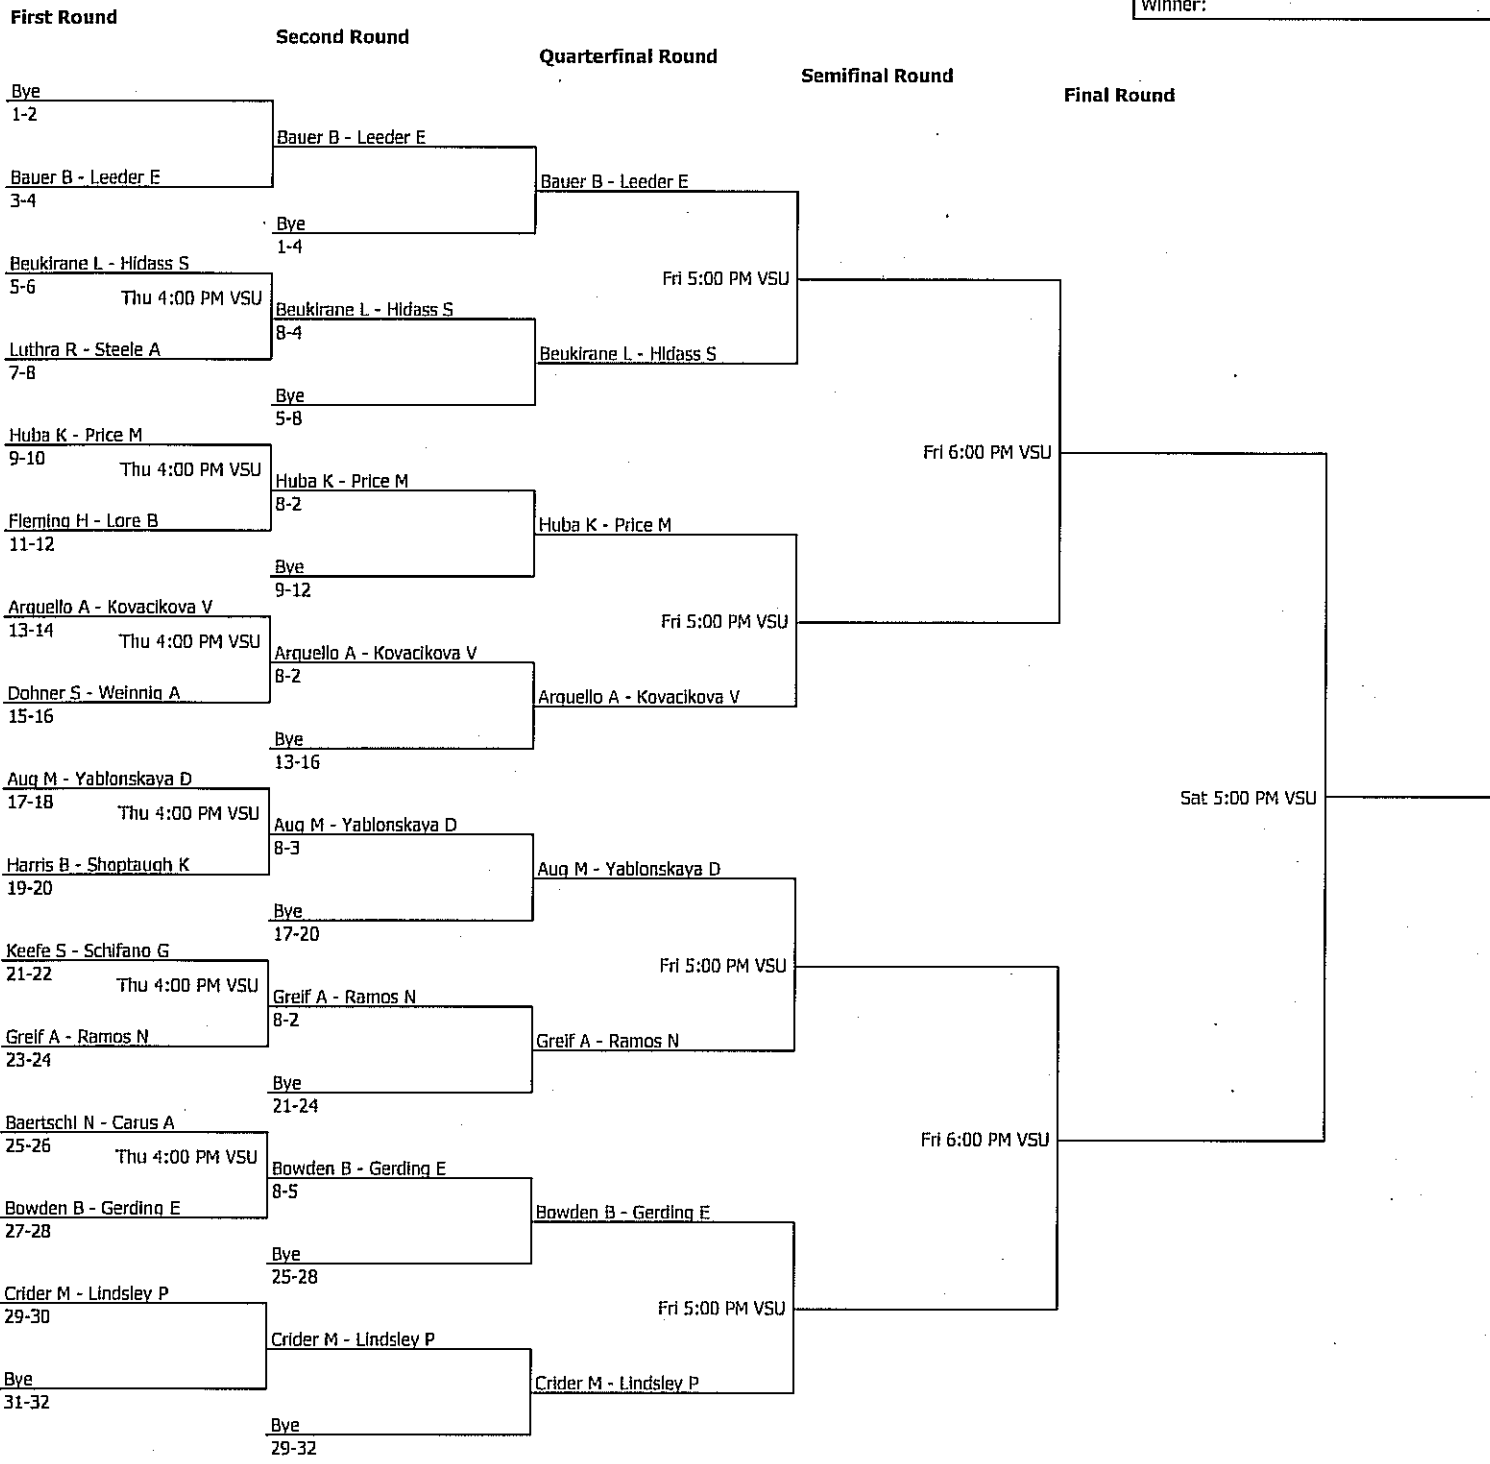 Winner:
First Round
Second Round
Quarterfinal Round
Semifinal Round
Final Round
Bye
1-2
Bauer B - Leeder E
Bauer B - Leeder E
3-4
Bauer B - Leeder E
Bye
1-4
Beukirane L - Hidass S
5-6
Thu 4:00 PM VSU
Fri 5:00 PM VSU
Beukirane L - Hidass S
8-4
Luthra R - Steele A
7-8
Beukirane L - Hidass S
Bye
5-8
Huba K - Price M
9-10
Thu 4:00 PM VSU
Fri 6:00 PM VSU
Huba K - Price M
8-2
Fleming H - Lore B
11-12
Huba K - Price M
Bye
9-12
Arquello A - Kovacikova V
13-14
Thu 4:00 PM VSU
Fri 5:00 PM VSU
Arquello A - Kovacikova V
8-2
Dohner S - Weinnig A
15-16
Arquello A - Kovacikova V
Bye
13-16
Aug M - Yablonskaya D
17-18
Thu 4:00 PM VSU
Sat 5:00 PM VSU
Aug M - Yablonskaya D
8-3
Harris B - Shoptaugh K
19-20
Aug M - Yablonskaya D
Bye
17-20
Keefe S - Schifano G
21-22
Thu 4:00 PM VSU
Fri 5:00 PM VSU
Greif A - Ramos N
8-2
Greif A - Ramos N
23-24
Greif A - Ramos N
Bye
21-24
Baertschi N - Carus A
25-26
Thu 4:00 PM VSU
Fri 6:00 PM VSU
Bowden B - Gerding E
8-5
Bowden B - Gerding E
27-28
Bowden B - Gerding E
Bye
25-28
Crider M - Lindsley P
29-30
Fri 5:00 PM VSU
Crider M - Lindsley P
Bye
31-32
Crider M - Lindsley P
Bye
29-32